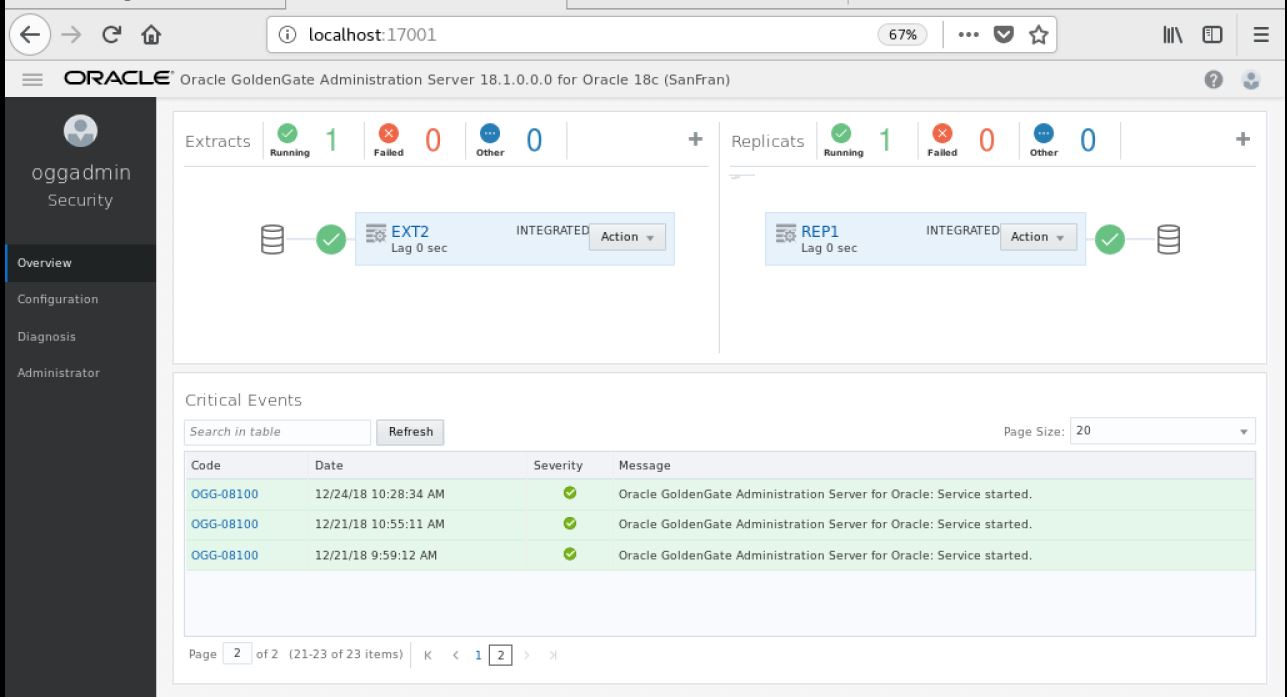 localhost:17001
67%
ORACLE Oracle GoldenGate Administration Server 18.1.0.0.0 for Oracle 18c (SanFran)
oggadmin
Security
Overview
Configuration
Diagnosis
Administrator
Extracts Running 1 Failed 0 Other 0 +
EXT2 INTEGRATED Action
Lag 0 sec
Replicats Running 1 Failed 0 Other 0 +
REP1 INTEGRATED Action
Lag 0 sec
Critical Events
Search in table Refresh Page Size: 20
Code Date Severity Message
OGG-08100 12/24/18 10:28:34 AM Oracle GoldenGate Administration Server for Oracle: Service started.
OGG-08100 12/21/18 10:55:11 AM Oracle GoldenGate Administration Server for Oracle: Service started.
OGG-08100 12/21/18 9:59:12 AM Oracle GoldenGate Administration Server for Oracle: Service started.
Page 2 of 2 (21-23 of 23 items) 1 2